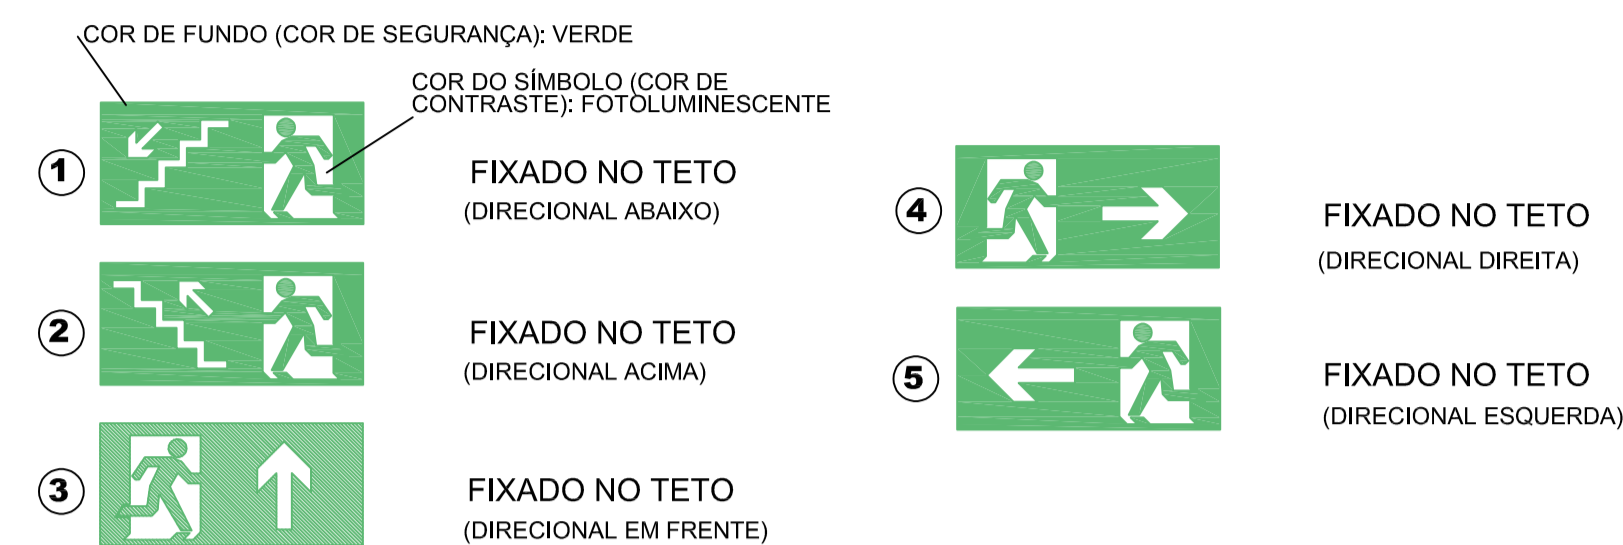 COR DE FUNDO (COR DE SEGURANÇA): VERDE
COR DO SÍMBOLO (COR DE
CONTRASTE): FOTOLUMINESCENTE
1
FIXADO NO TETO
(DIRECIONAL ABAIXO)
2
FIXADO NO TETO
(DIRECIONAL ACIMA)
3
FIXADO NO TETO
(DIRECIONAL EM FRENTE)
4
FIXADO NO TETO
(DIRECIONAL DIREITA)
5
FIXADO NO TETO
(DIRECIONAL ESQUERDA)